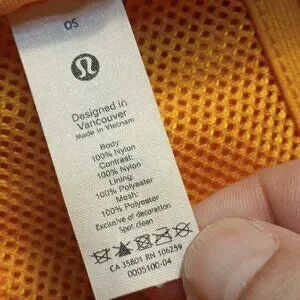 OS
Designed in
Vancouver
Made in Vietnam
Body:
100% Nylon
Contrast:
100% Nylon
Lining:
100% Polyester
Mesh:
100% Polyester
Exclusive of decoration
Spot clean
CA 35801 RN 106259
0005100-04